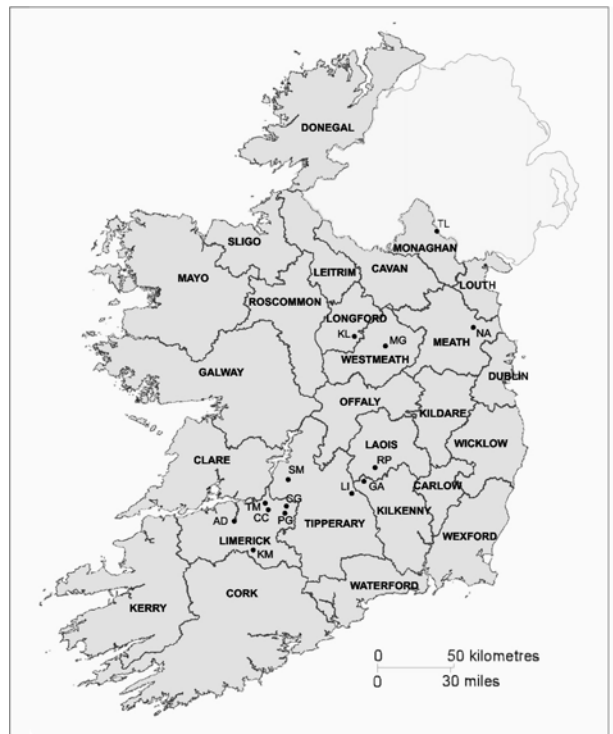 DONEGAL
TL
MONAGHAN
SLIGO
LEITRIM
CAVAN
LOUTH
MAYO
ROSCOMMON
LONGFORD
KL
MG
MEATH
NA
WESTMEATH
GALWAY
DUBLIN
OFFALY
KILDARE
LAOIS
WICKLOW
CLARE
RP
SM
LI
GA
CARLOW
TM
SG
CC
PG
KILKENNY
AD
TIPPERARY
WEXFORD
LIMERICK
KM
WATERFORD
CORK
KERRY
0 50 kilometres
0 30 miles